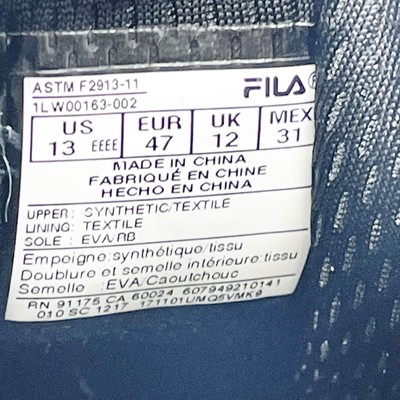 ASTM F2913-11
FILA®
1LW00163-002
US 13 EEEE
EUR 47
UK 12
MEX 31
MADE IN CHINA
FABRIQUÉ EN CHINE
HECHO EN CHINA
UPPER: SYNTHETIC/TEXTILE
LINING: TEXTILE
SOLE: EVA/RB
Empeigne:synthétique/tissu
Doublure et semelle intérieure:tissu
Semelle :EVA/Caoutchouc
RN 91175 CA 60024 607949210141
010 SC 1217 171101UMQ5VMK9